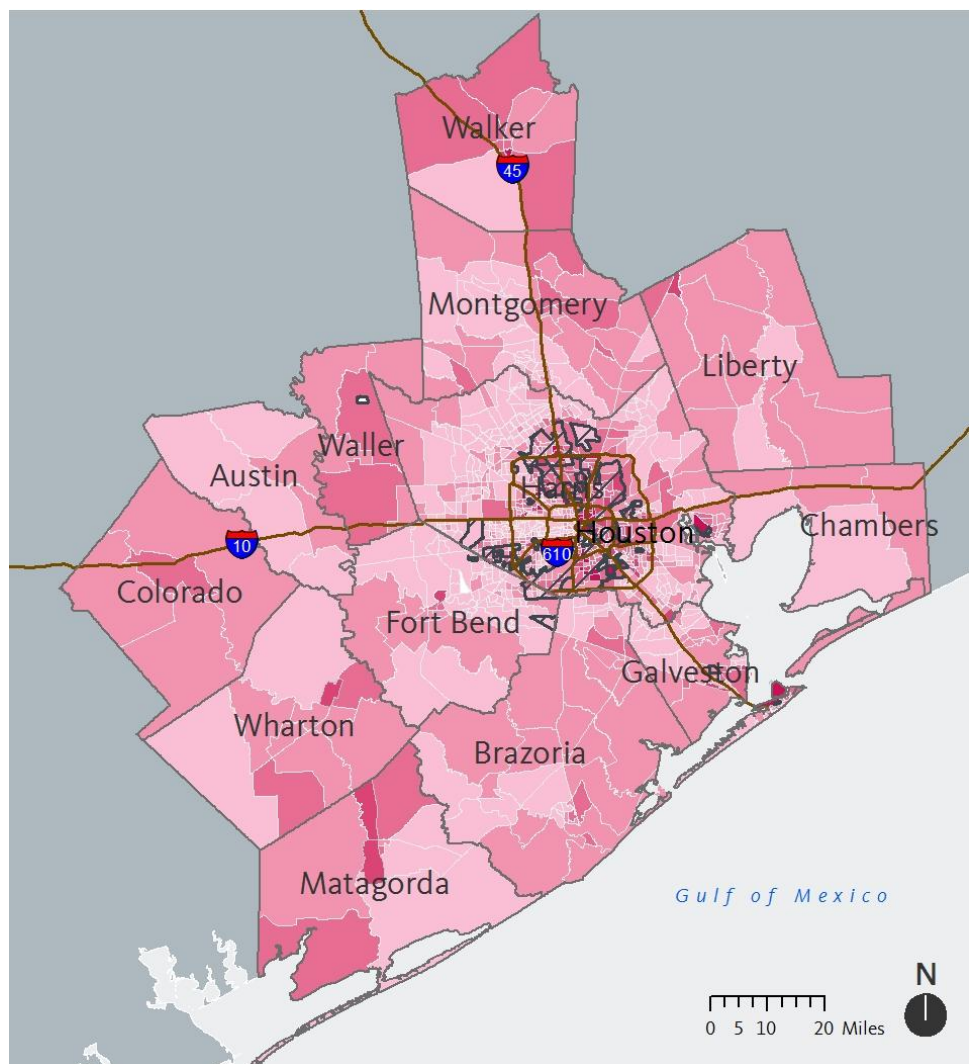 Walker
45
Montgomery
Liberty
Waller
Austin
Harris
Houston
Chambers
10
610
Colorado
Fort Bend
Galveston
Wharton
Brazoria
Matagorda
Gulf of Mexico
N
0 5 10 20 Miles